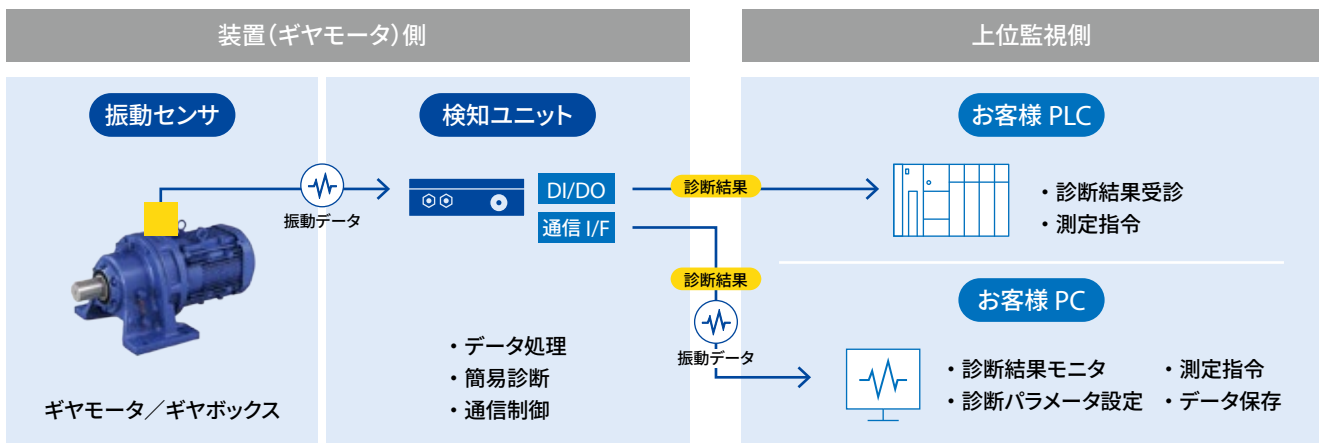 装置（ギヤモータ）側
上位監視側
振動センサ
検知ユニット
お客様 PLC
振動データ
DI/DO
通信 I/F
診断結果
・診断結果受診
・測定指令
診断結果
振動データ
お客様 PC
・データ処理
・簡易診断
・通信制御
・診断結果モニタ ・測定指令
・診断パラメータ設定 ・データ保存
ギヤモータ／ギヤボックス